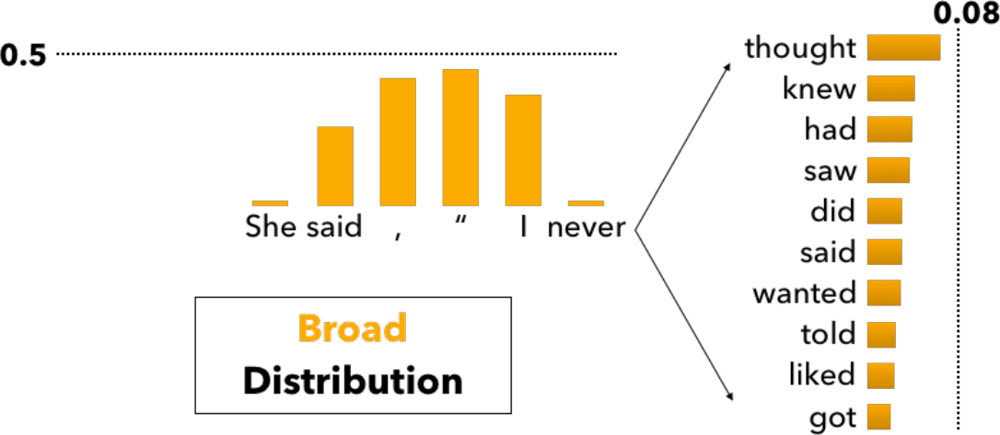 0.5
She said , “ I never
Broad
Distribution
0.08
thought
knew
had
saw
did
said
wanted
told
liked
got